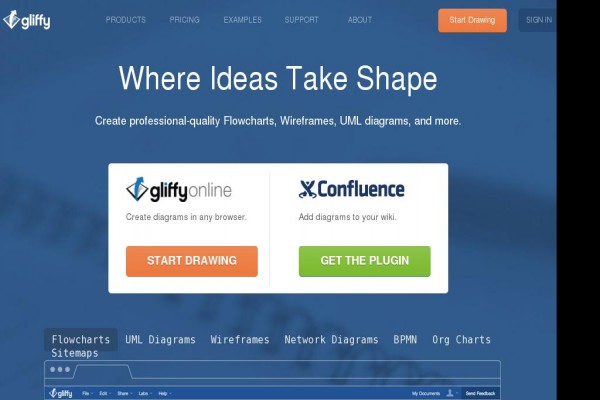 gliffy PRODUCTS PRICING EXAMPLES SUPPORT ABOUT Start Drawing SIGN IN
Where Ideas Take Shape
Create professional-quality Flowcharts, Wireframes, UML diagrams, and more.
gliffyonline
Create diagrams in any browser.
START DRAWING
Confluence
Add diagrams to your wiki.
GET THE PLUGIN
Flowcharts UML Diagrams Wireframes Network Diagrams BPMN Org Charts
Sitemaps
gliffy File Edit Share Labs Help My Documents Send Feedback